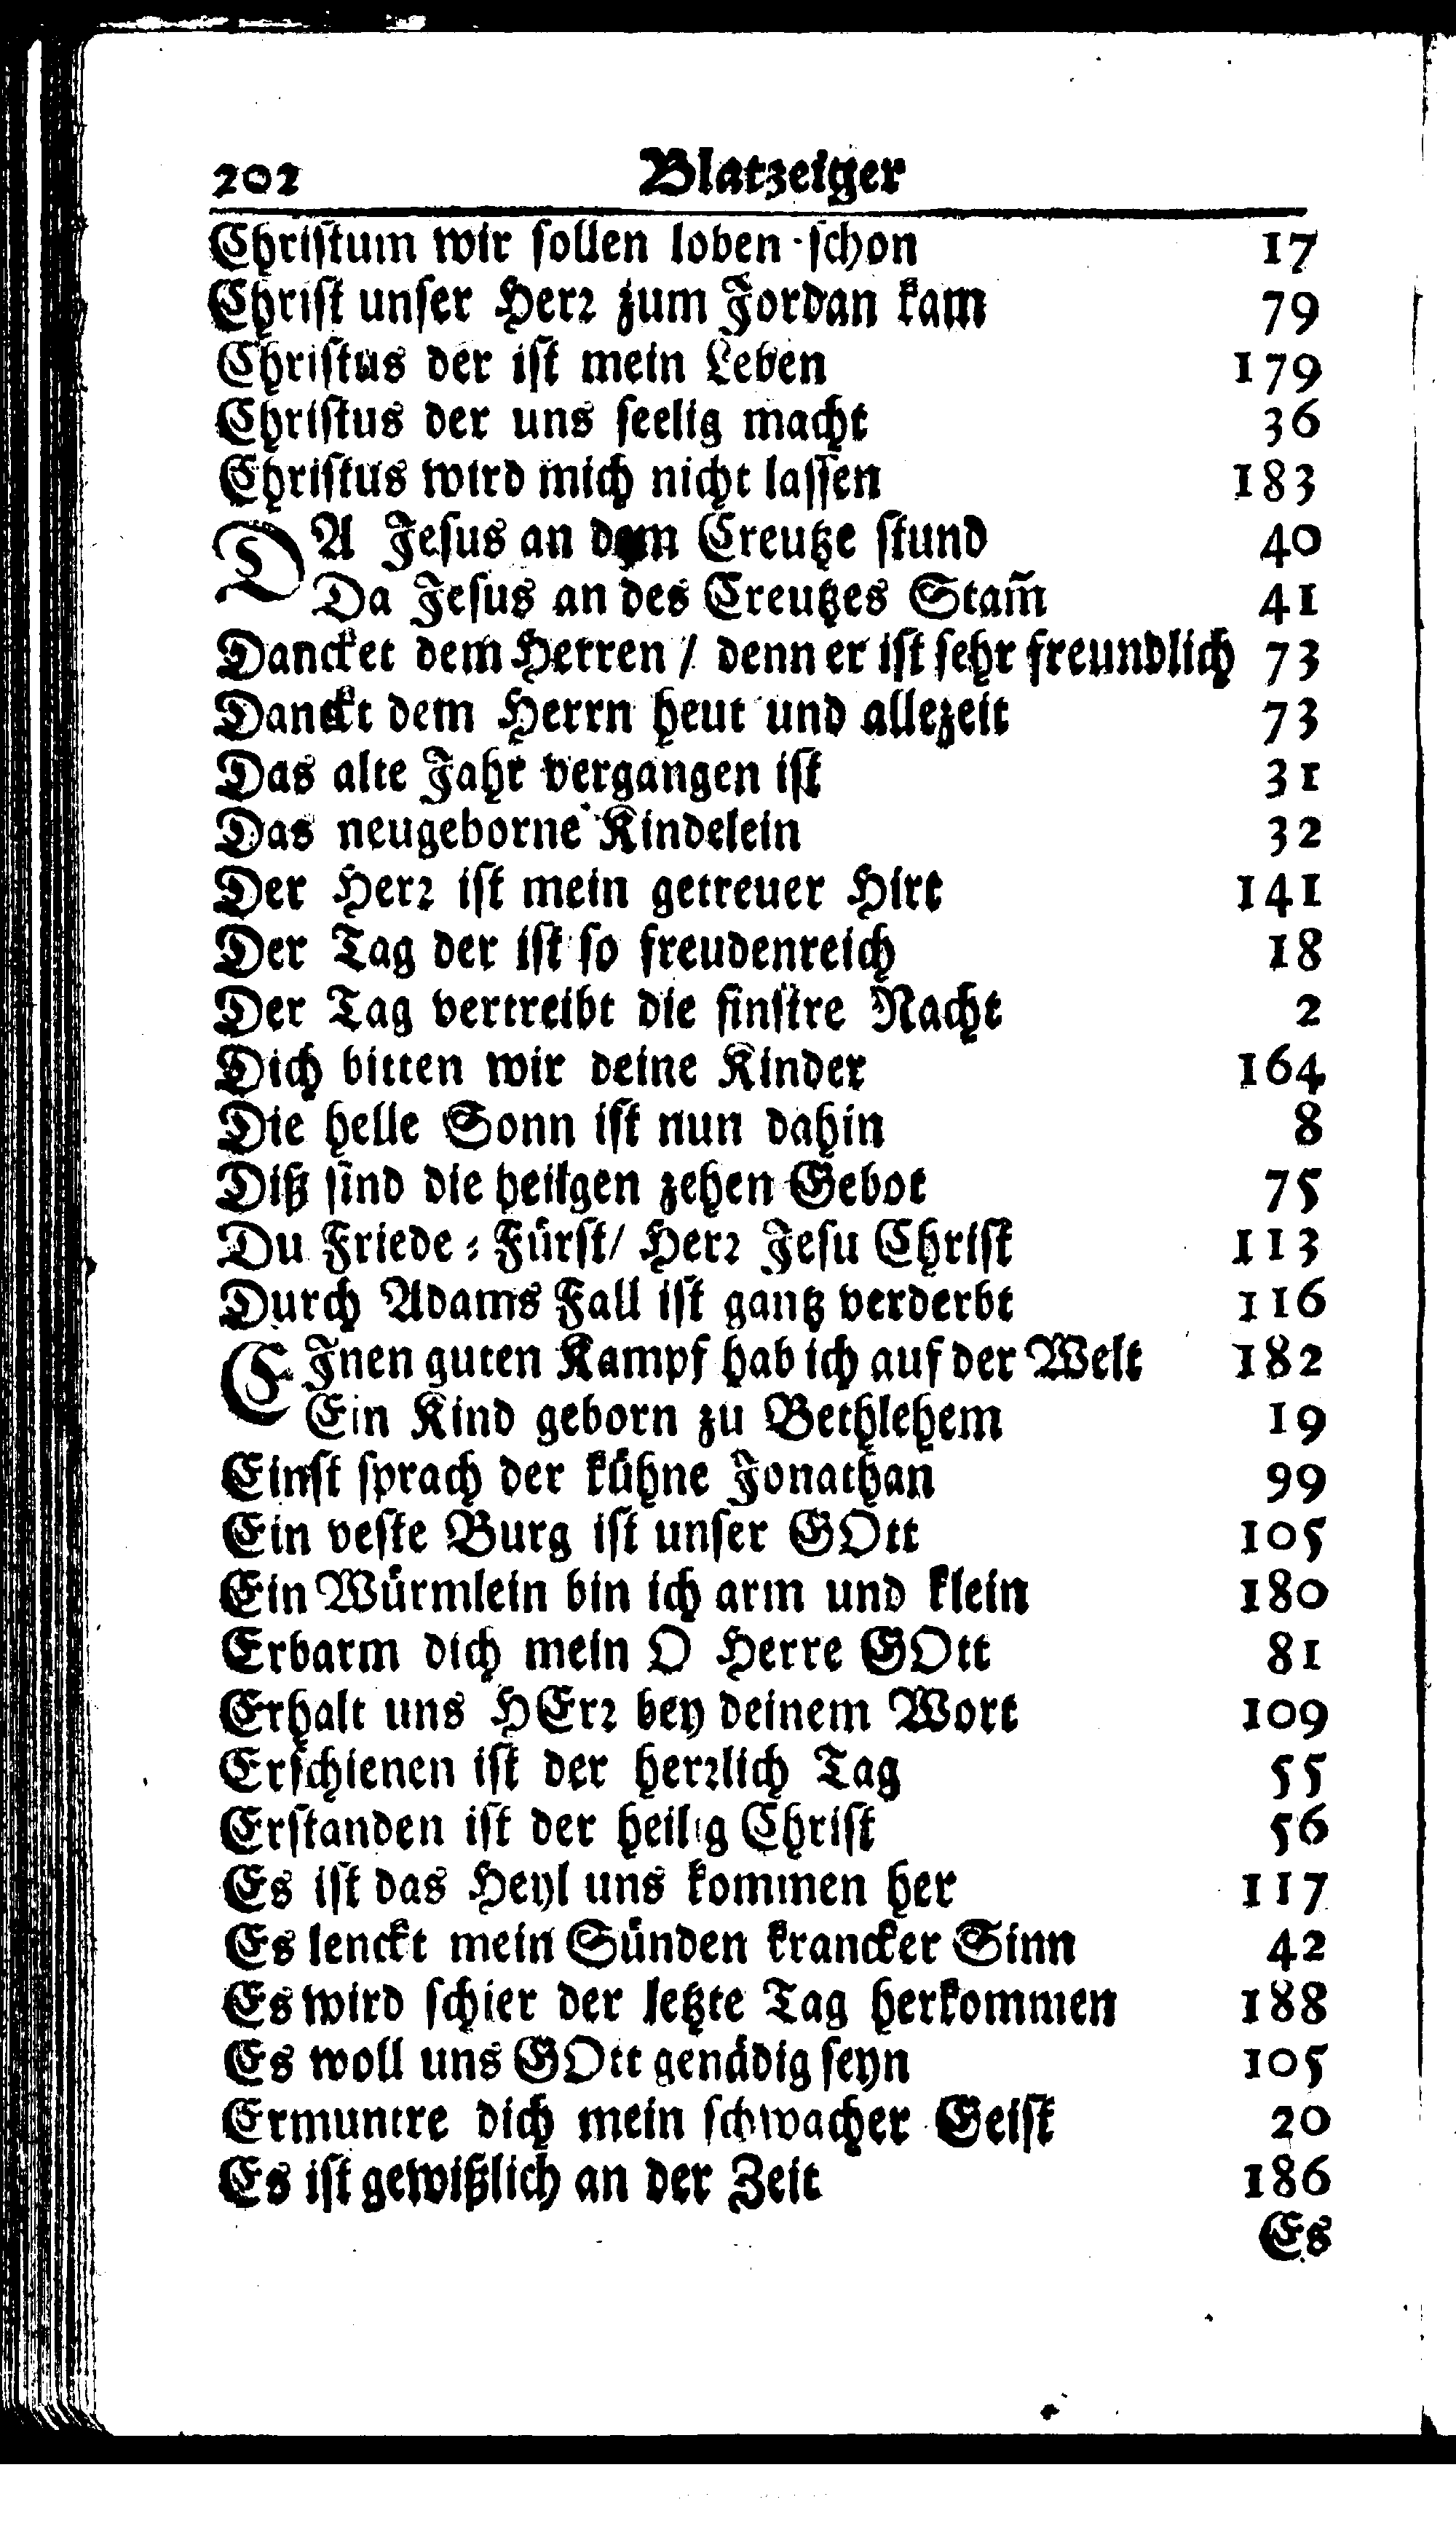 202 Blatzeiger
Christum wir sollen loben schon 17
Christ unser Herr zum Jordan kam 79
Christus der ist mein Leben 179
Christus der uns seelig macht 36
Christus wird mich nicht lassen 183
DA Jesus an dem Creutze stund 40
Da Jesus an des Creutzes Stam̃ 41
Dancket dem Herren / denn er ist sehr freundlich 73
Danckt dem Herrn heut und allezeit 73
Das alte Jahr vergangen ist 31
Das neugeborne Kindelein 32
Der Herr ist mein getreuer Hirt 141
Der Tag der ist so freudenreich 18
Der Tag vertreibt die finstre Nacht 2
Dich bitten wir deine Kinder 164
Die helle Sonn ist nun dahin 8
Diß sind die heilgen zehen Gebot 75
Du Friede-Fürst/ Herr Jesu Christ 113
Durch Adams Fall ist gantz verderbt 116
EJnen guten Kampf hab ich auf der Welt 182
Ein Kind geborn zu Bethlehem 19
Einst sprach der kühne Jonathan 99
Ein veste Burg ist unser GOtt 105
Ein Würmlein bin ich arm und klein 180
Erbarm dich mein O Herre GOtt 81
Erhalt uns HErr bey deinem Wort 109
Erschienen ist der herrlich Tag 55
Erstanden ist der heilig Christ 56
Es ist das Heyl uns kommen her 117
Es lenckt mein Sünden krancker Sinn 42
Es wird schier der letzte Tag herkommen 188
Es woll uns GOtt genädig seyn 105
Ermuntre dich mein schwacher Geist 20
Es ist gewißlich an der Zeit 186
Es